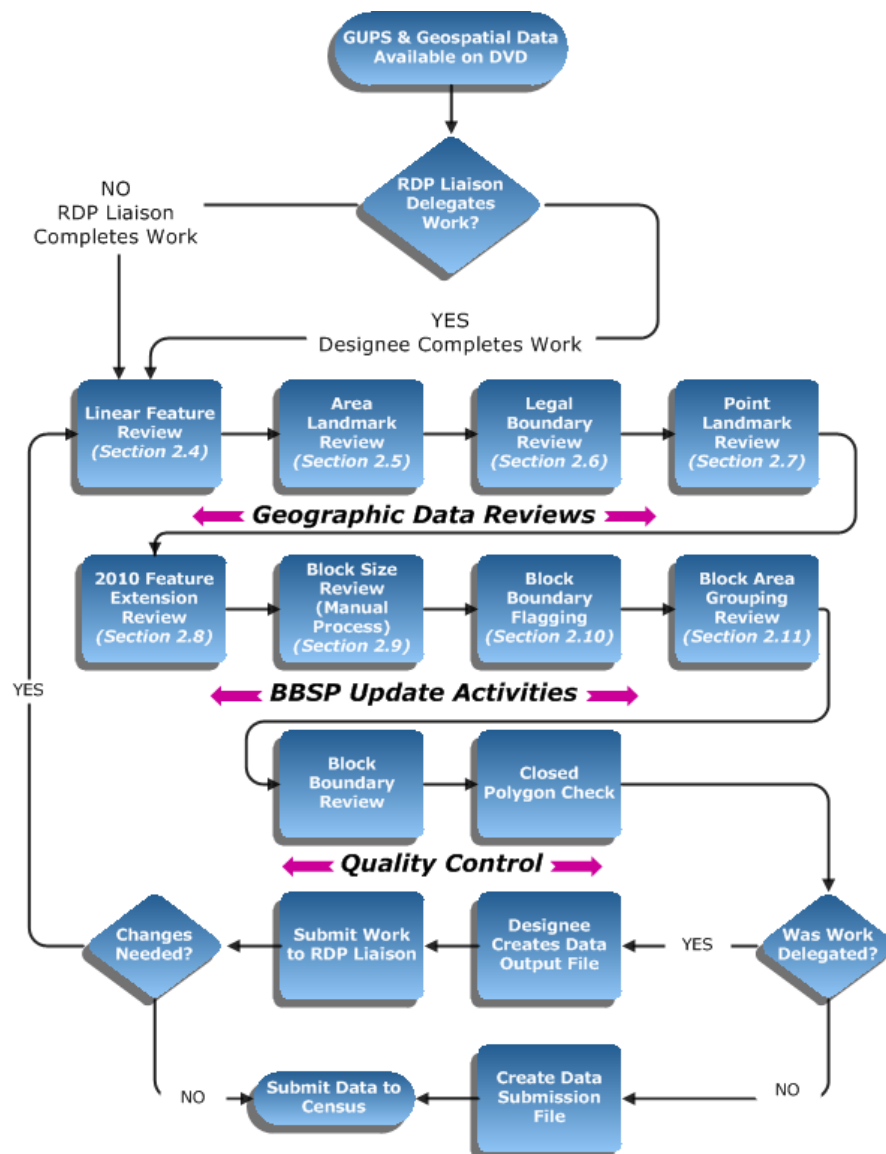 GUPS & Geospatial Data
Available on DVD
RDP Liaison
Delegates
Work?
NO
RDP Liaison
Completes Work
YES
Designee Completes Work
Linear Feature
Review
(Section 2.4)
Area
Landmark
Review
(Section 2.5)
Legal
Boundary
Review
(Section 2.6)
Point
Landmark
Review
(Section 2.7)
Geographic Data Reviews
2010 Feature
Extension
Review
(Section 2.8)
Block Size
Review
(Manual
Process)
(Section 2.9)
Block
Boundary
Flagging
(Section 2.10)
Block Area
Grouping
Review
(Section 2.11)
YES
BBSP Update Activities
Block
Boundary
Review
Closed
Polygon Check
Quality Control
Changes
Needed?
Submit Work
to RDP Liaison
Designee
Creates Data
Output File
YES
Was Work
Delegated?
NO
Submit Data to
Census
Create Data
Submission
File
NO